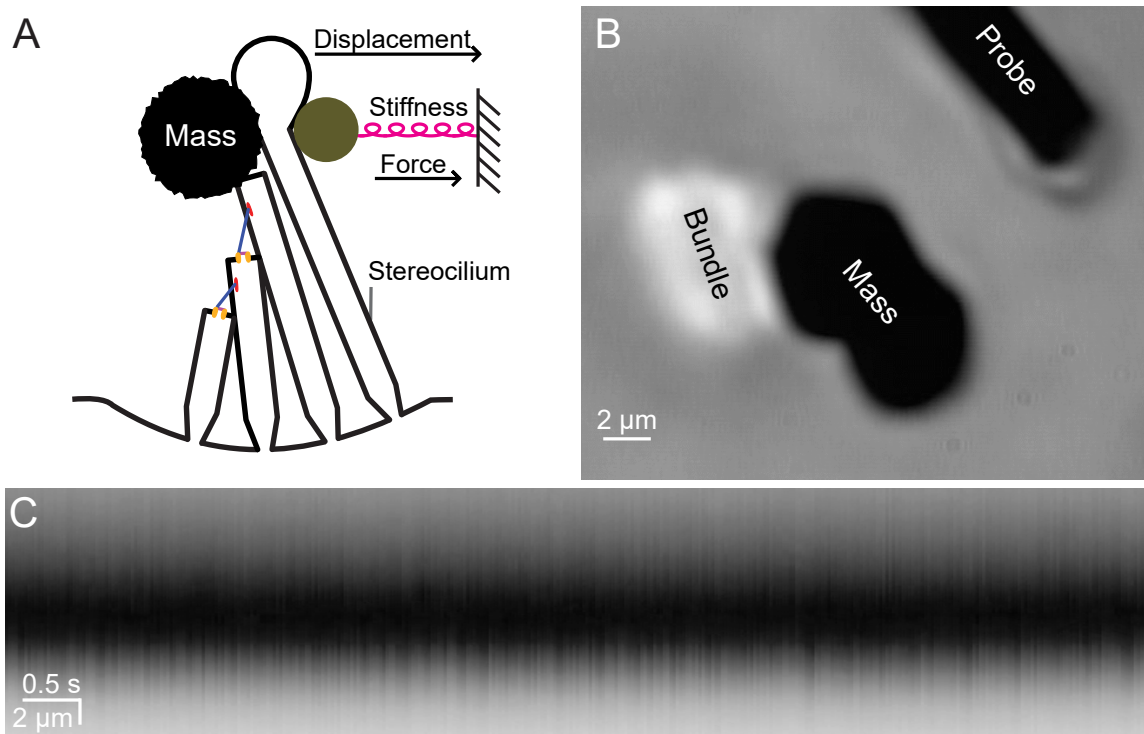 A
Displacement
Stiffness
Mass
Force
Stereocilium
B
Probe
Bundle
Mass
2 µm
C
0.5 s
2 µm